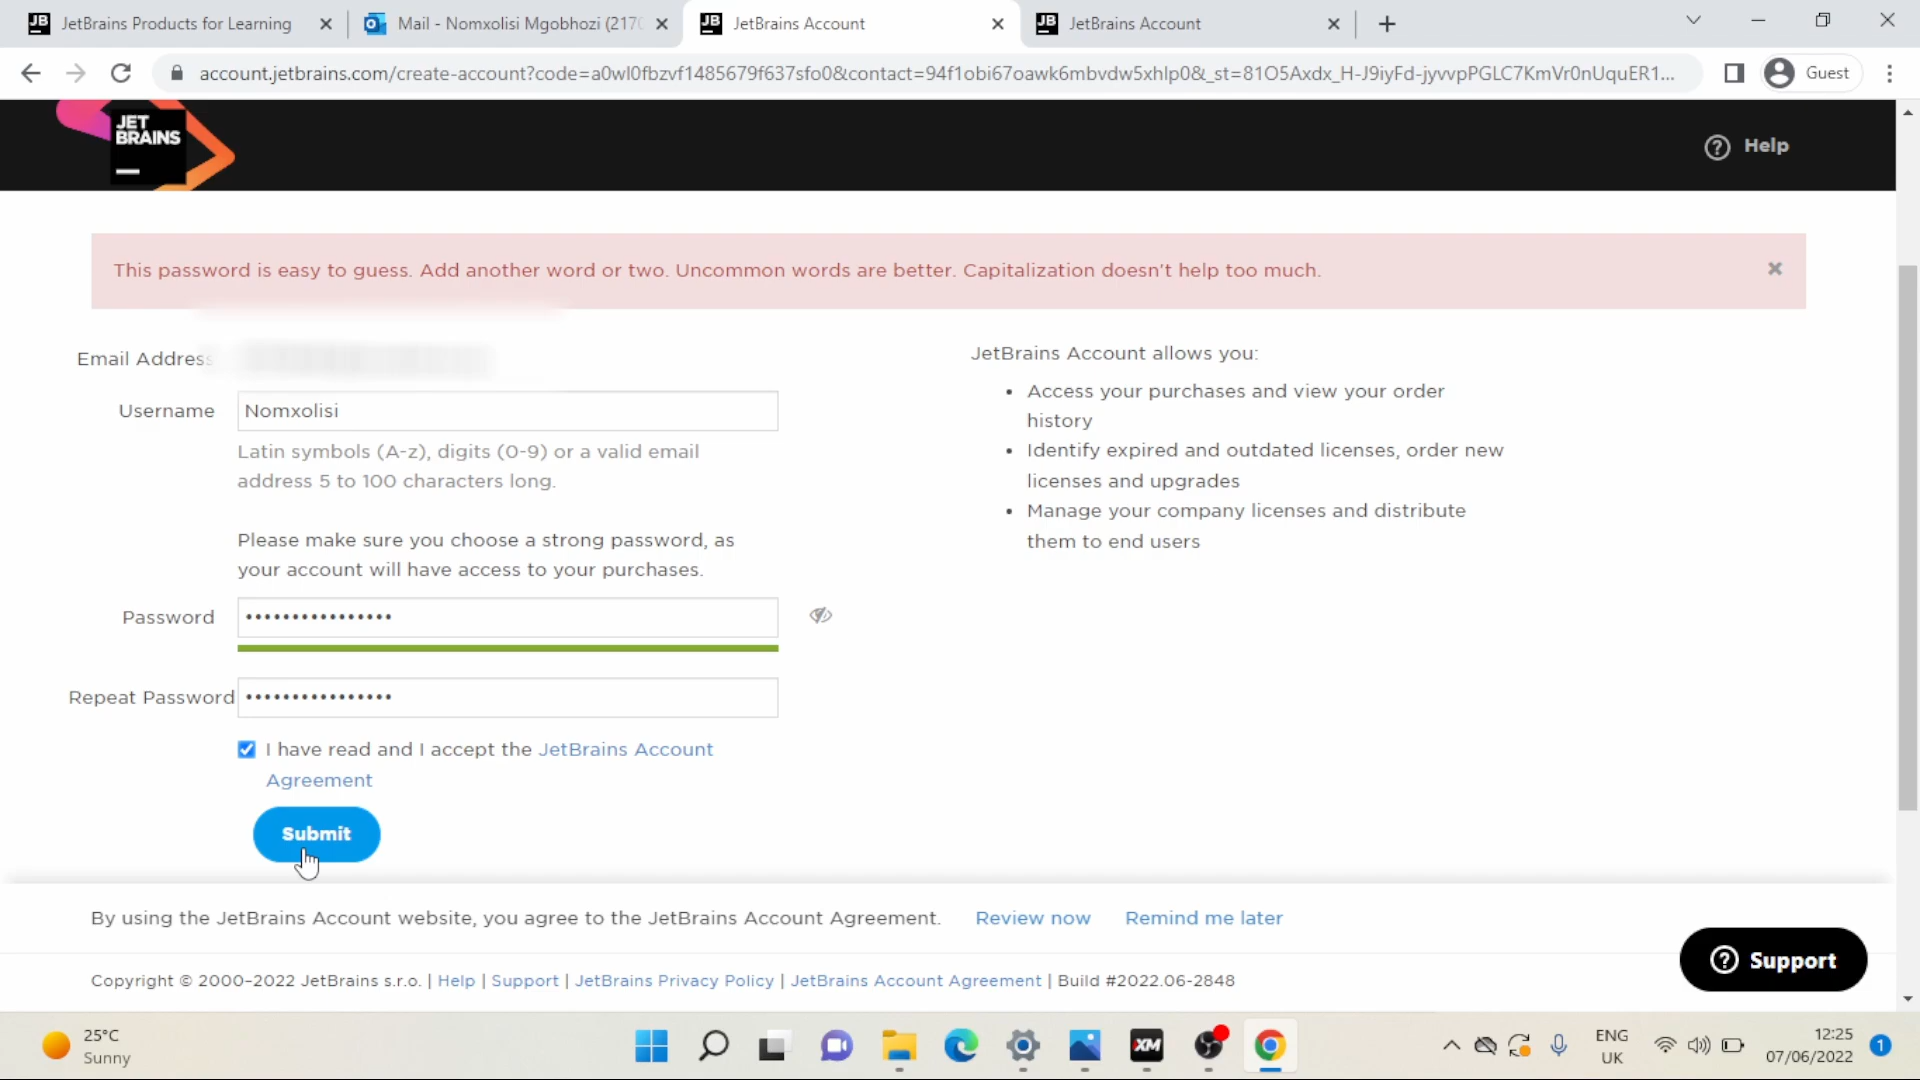 JetBrains Products for Learning
Mail - Nomxolisi Mgobhozi (217
JetBrains Account
JetBrains Account
account.jetbrains.com/create-account?code=a0wl0fbzvf1485679f637sfo0&contact=94f1obi67oawk6mbvdw5xhlp0&_st=81O5Axdx_H-J9iyFd-jyvvpPGLC7KmVr0nUquER1...
Guest
JET
BRAINS
Help
This password is easy to guess. Add another word or two. Uncommon words are better. Capitalization doesn't help too much.
Email Address
Username
Nomxolisi
Latin symbols (A-z), digits (0-9) or a valid email
address 5 to 100 characters long.
Please make sure you choose a strong password, as
your account will have access to your purchases.
Password
Repeat Password
I have read and I accept the JetBrains Account
Agreement
Submit
JetBrains Account allows you:
• Access your purchases and view your order
history
• Identify expired and outdated licenses, order new
licenses and upgrades
• Manage your company licenses and distribute
them to end users
By using the JetBrains Account website, you agree to the JetBrains Account Agreement. Review now Remind me later
Copyright © 2000–2022 JetBrains s.r.o. | Help | Support | JetBrains Privacy Policy | JetBrains Account Agreement | Build #2022.06-2848
Support
25°C
Sunny
XM
ENG
UK
12:25
07/06/2022
1